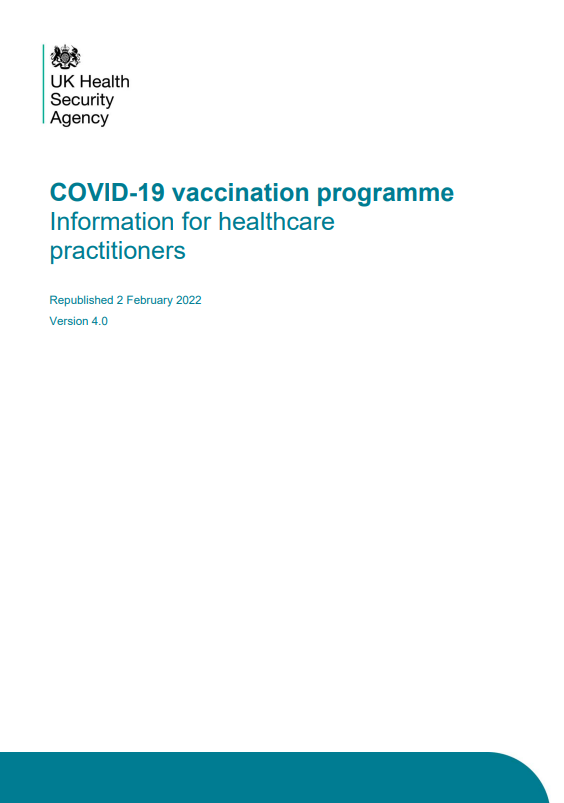 UK Health
Security
Agency
COVID-19 vaccination programme
Information for healthcare
practitioners
Republished 2 February 2022
Version 4.0